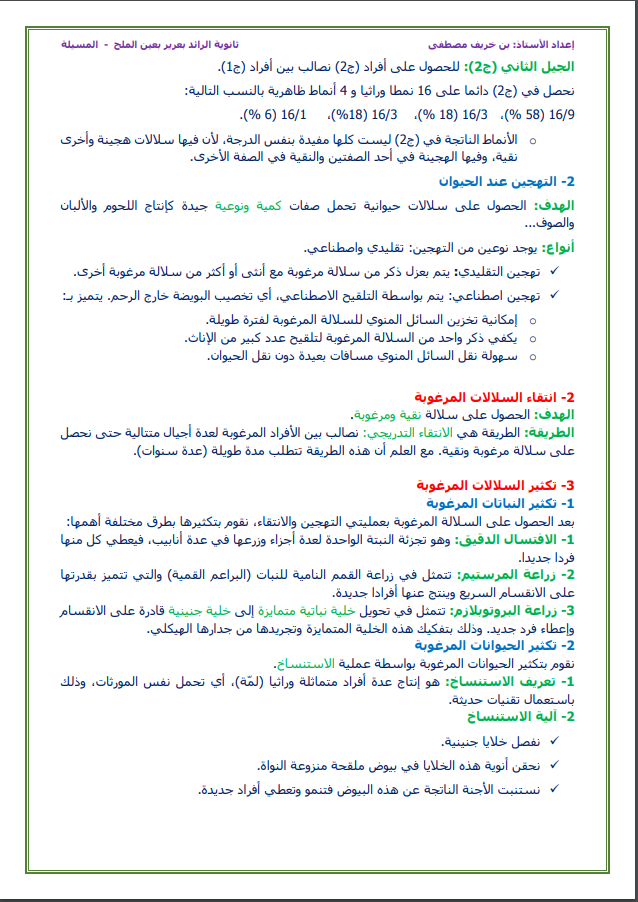 إعداد الأستاذ: بن خريف مصطفى ثانوية الرائد بعرير بعين الملح - المسيلة
الجيل الثاني (ج2): للحصول على أفراد (ج2) نصالب بين أفراد (ج1).
نحصل في (ج2) دائما على 16 نمطا وراثيا و 4 أنماط ظاهرية بالنسب التالية:
16/9 (58 %)، 16/3 (18 %)، 16/3 (18%)، 16/1 (6 %).
o الأنماط الناتجة في (ج2) ليست كلها مفيدة بنفس الدرجة، لأن فيها سلالات هجينة وأخرى
نقية، وفيها الهجينة في أحد الصفتين والنقية في الصفة الأخرى.
2- التهجين عند الحيوان
الهدف: الحصول على سلالات حيوانية تحمل صفات كمية ونوعية جيدة كإنتاج اللحوم والألبان
والصوف...
أنواع: يوجد نوعين من التهجين: تقليدي واصطناعي.
✓ تهجين التقليدي: يتم بعزل ذكر من سلالة مرغوبة مع أنثى أو أكثر من سلالة مرغوبة أخرى.
✓ تهجين اصطناعي: يتم بواسطة التلقيح الاصطناعي، أي تخصيب البويضة خارج الرحم. يتميز بـ:
o إمكانية تخزين السائل المنوي للسلالة المرغوبة لفترة طويلة.
o يكفي ذكر واحد من السلالة المرغوبة لتلقيح عدد كبير من الإناث.
o سهولة نقل السائل المنوي مسافات بعيدة دون نقل الحيوان.
2- انتقاء السلالات المرغوبة
الهدف: الحصول على سلالة نقية ومرغوبة.
الطريقة: الطريقة هي الانتقاء التدريجي: نصالب بين الأفراد المرغوبة لعدة أجيال متتالية حتى نحصل
على سلالة مرغوبة ونقية. مع العلم أن هذه الطريقة تتطلب مدة طويلة (عدة سنوات).
3- تكثير السلالات المرغوبة
1- تكثير النباتات المرغوبة
بعد الحصول على السلالة المرغوبة بعمليتي التهجين والانتقاء، نقوم بتكثيرها بطرق مختلفة أهمها:
1- الافتسال الدقيق: وهو تجزئة النبتة الواحدة لعدة أجزاء وزرعها في عدة أنابيب، فيعطي كل منها
فردا جديدا.
2- زراعة المرستيم: تتمثل في زراعة القمم النامية للنبات (البراعم القمية) والتي تتميز بقدرتها
على الانقسام السريع وينتج عنها أفرادا جديدة.
3- زراعة البروتوبلازم: تتمثل في تحويل خلية نباتية متمايزة إلى خلية جنينية قادرة على الانقسام
وإعطاء فرد جديد. وذلك بتفكيك هذه الخلية المتمايزة وتجريدها من جدارها الهيكلي.
2- تكثير الحيوانات المرغوبة
نقوم بتكثير الحيوانات المرغوبة بواسطة عملية الاستنساخ.
1- تعريف الاستنساخ: هو إنتاج عدة أفراد متماثلة وراثيا (لمّة)، أي تحمل نفس المورثات، وذلك
باستعمال تقنيات حديثة.
2- آلية الاستنساخ
✓ نفصل خلايا جنينية.
✓ نحقن أنوية هذه الخلايا في بيوض ملقحة منزوعة النواة.
✓ نستنبت الأجنة الناتجة عن هذه البيوض فتنمو وتعطي أفراد جديدة.